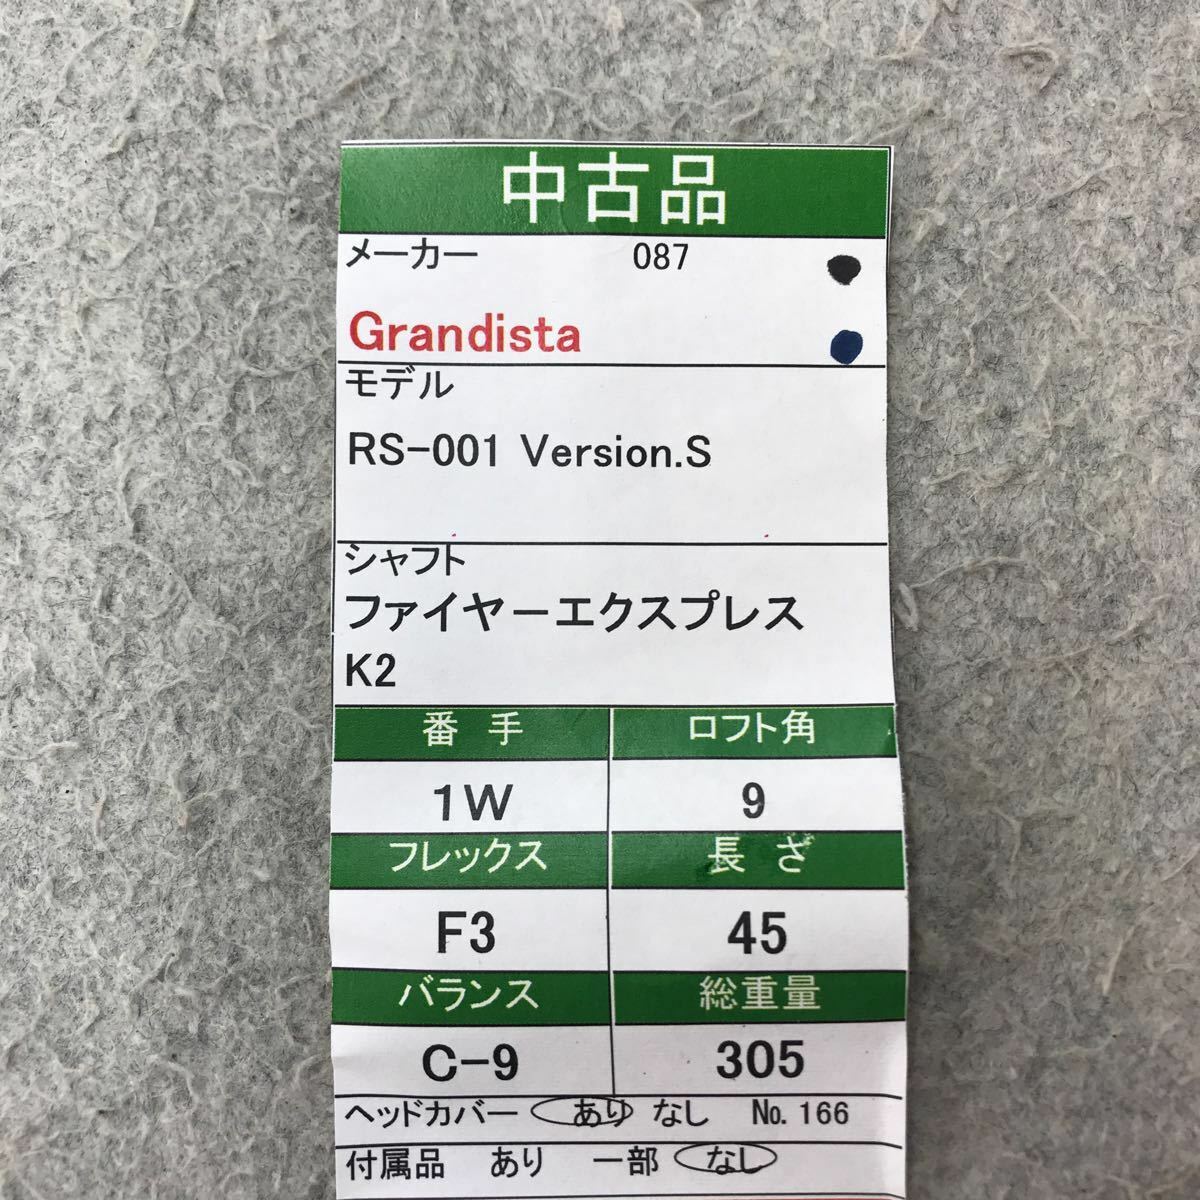 中古品
メーカー 087
Grandista
モデル
RS-001 Version.S
シャフト
ファイヤーエクスプレス
K2
番手 ロフト角
1W 9
フレックス 長さ
F3 45
バランス 総重量
C-9 305
ヘッドカバー あり なし No.166
付属品 あり 一部 なし